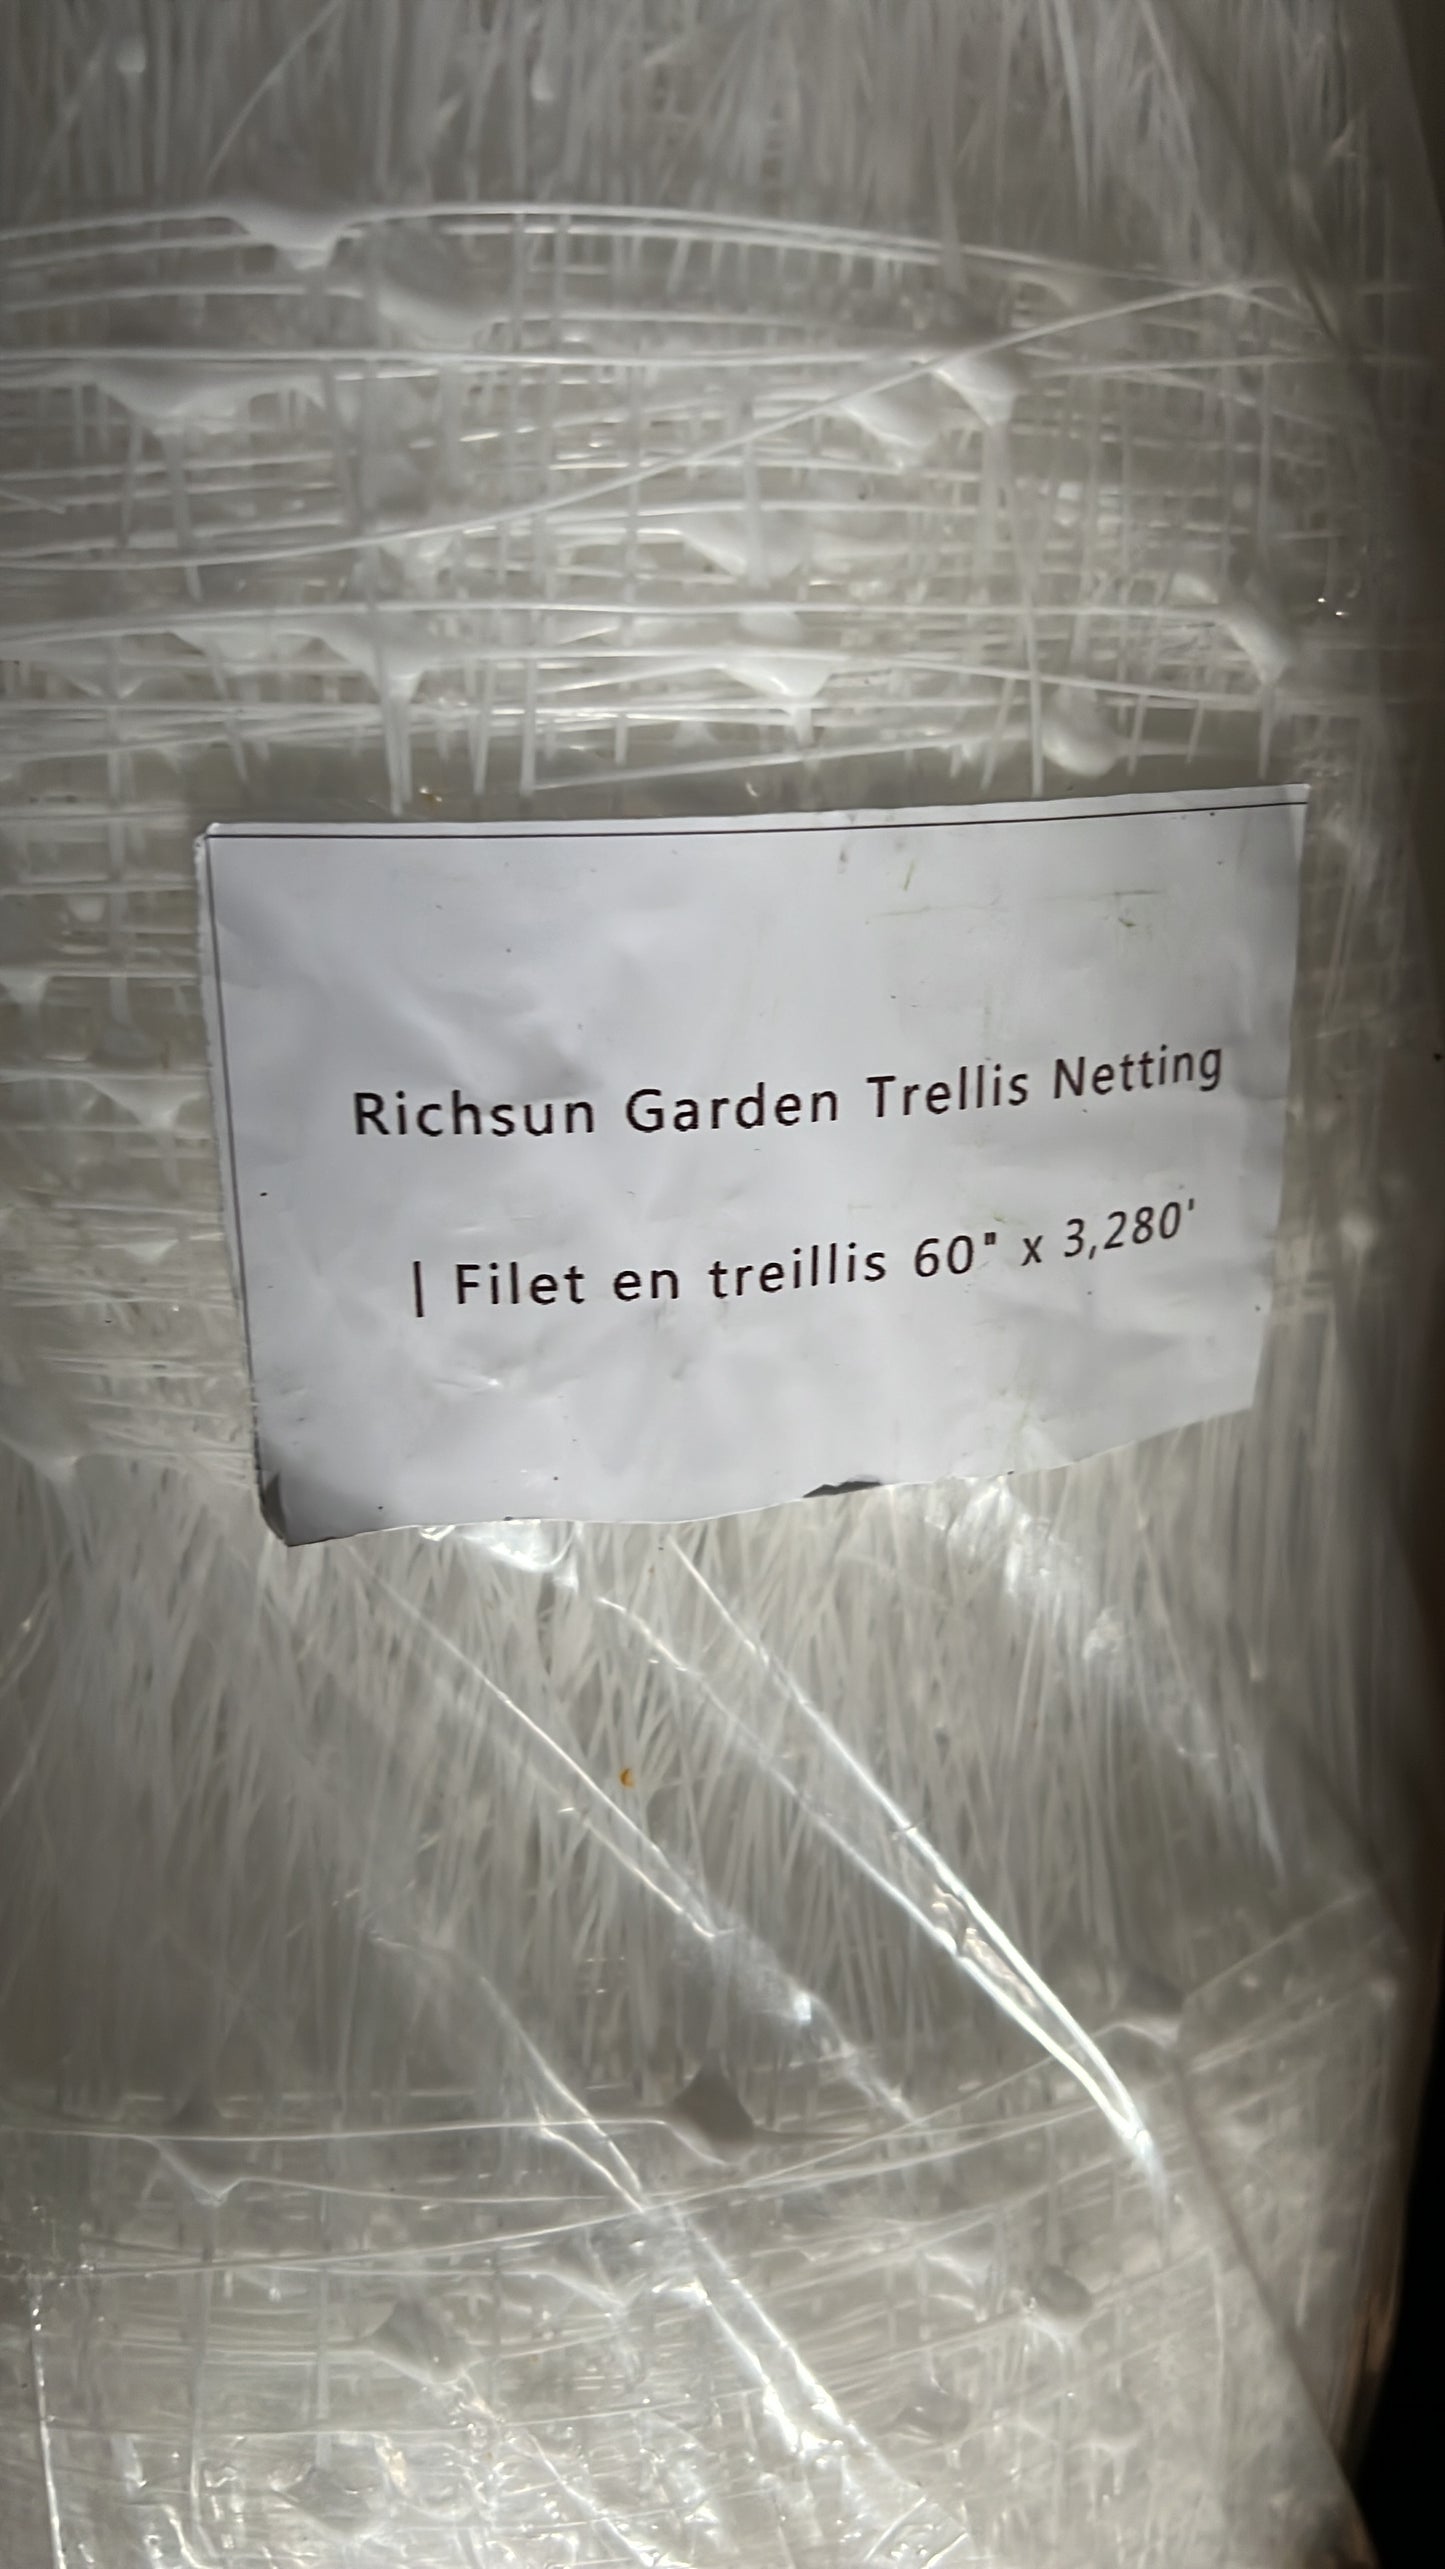 Richsun Garden Trellis Netting
| Filet en treillis 60" x 3,280'